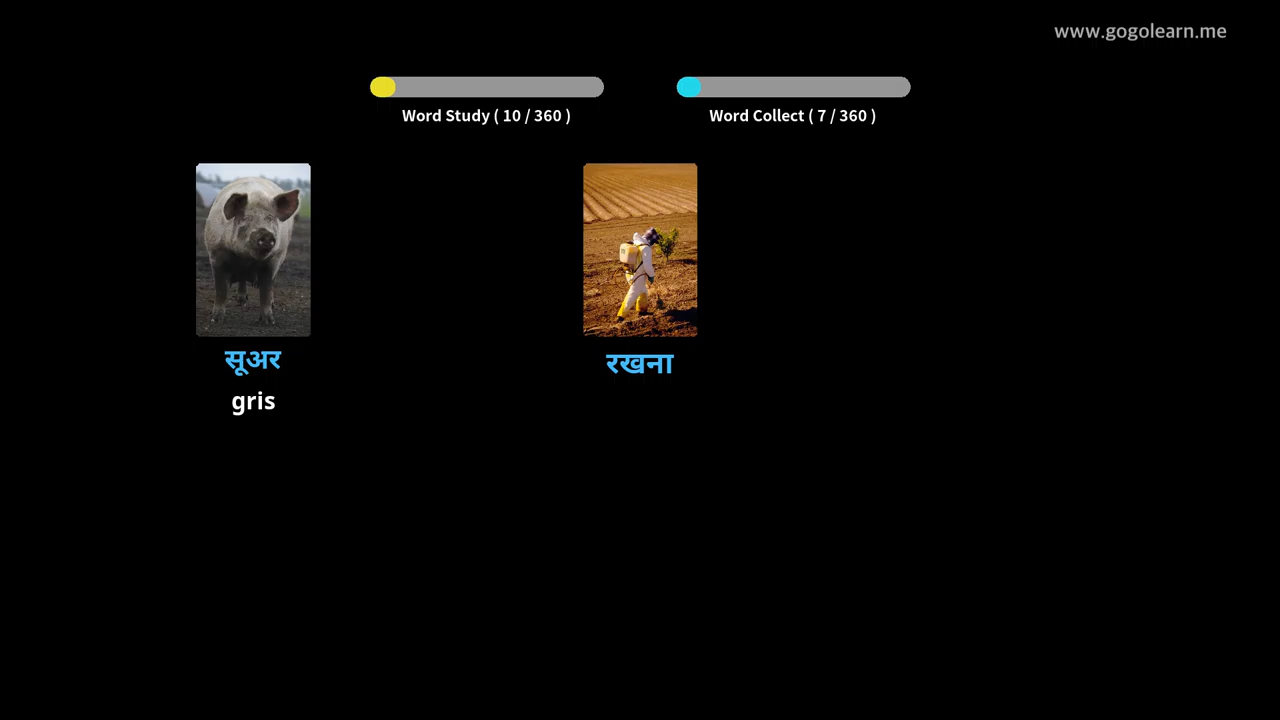 www.gogolearn.me
Word Study ( 10 / 360 )
Word Collect ( 7 / 360 )
सूअर
gris
रखना